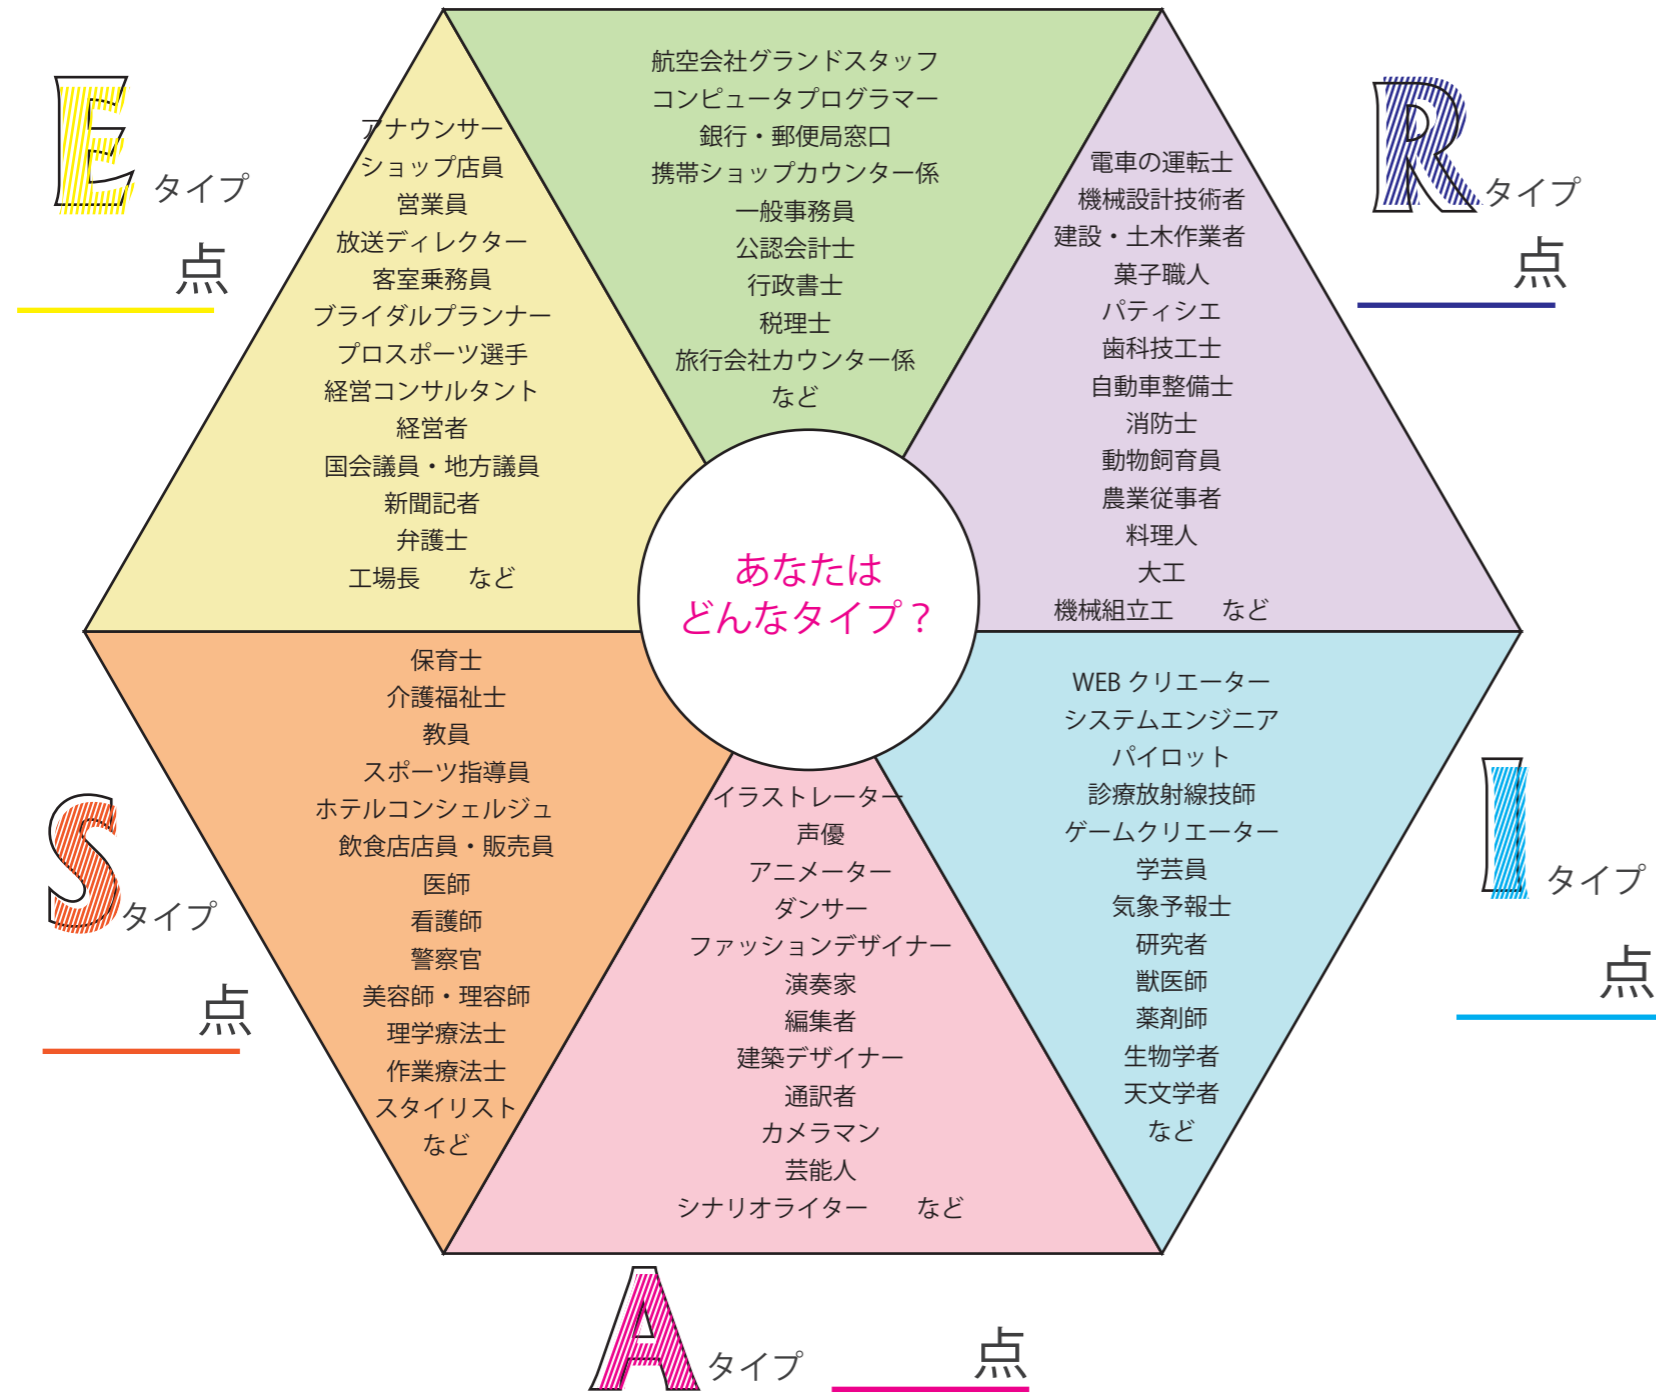 航空会社グランドスタッフ
コンピュータプログラマー
銀行・郵便局窓口
携帯ショップカウンター係
一般事務員
公認会計士
行政書士
税理士
旅行会社カウンター係
など
E タイプ
点
アナウンサー
ショップ店員
営業員
放送ディレクター
客室乗務員
ブライダルプランナー
プロスポーツ選手
経営コンサルタント
経営者
国会議員・地方議員
新聞記者
弁護士
工場長 など
R タイプ
点
電車の運転士
機械設計技術者
建設・土木作業者
菓子職人
パティシエ
歯科技工士
自動車整備士
消防士
動物飼育員
農業従事者
料理人
大工
機械組立工 など
あなたは
どんなタイプ？
S タイプ
点
保育士
介護福祉士
教員
スポーツ指導員
ホテルコンシェルジュ
飲食店店員・販売員
医師
看護師
警察官
美容師・理容師
理学療法士
作業療法士
スタイリスト
など
イラストレーター
声優
アニメーター
ダンサー
ファッションデザイナー
演奏家
編集者
建築デザイナー
通訳者
カメラマン
芸能人
シナリオライター など
WEB クリエーター
システムエンジニア
パイロット
診療放射線技師
ゲームクリエーター
学芸員
気象予報士
研究者
獣医師
薬剤師
生物学者
天文学者
など
I タイプ
点
A タイプ 点